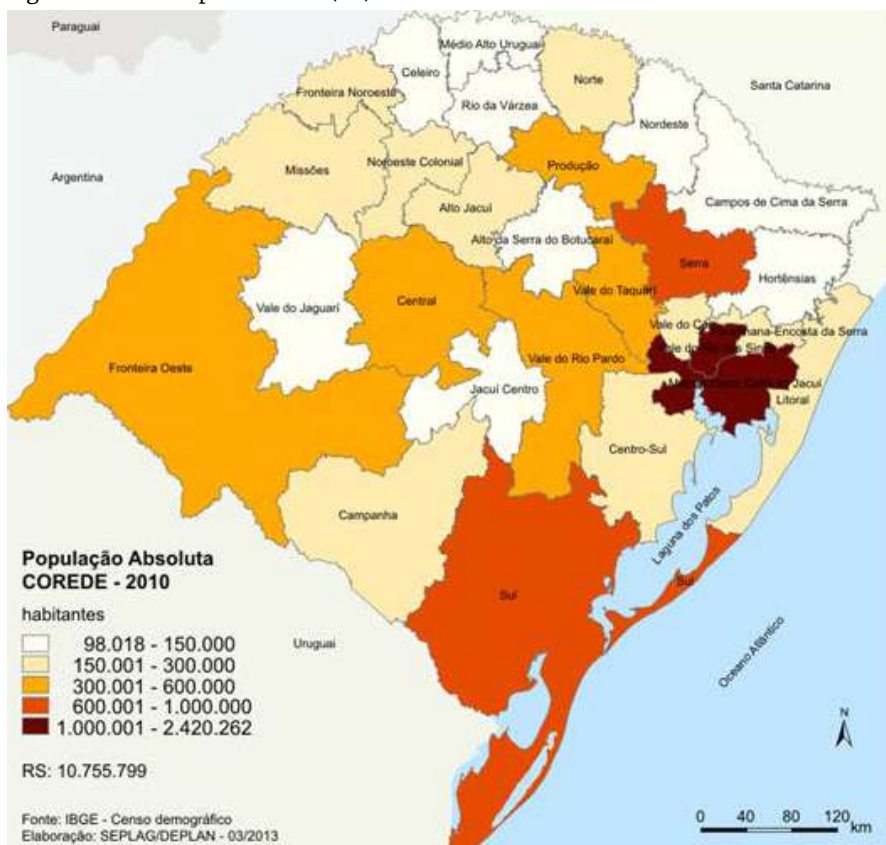 Paraguai
Médio Alto Uruguai
Celeiro
Norte
Santa Catarina
Fronteira Noroeste
Rio da Várzea
Nordeste
Argentina
Missões
Noroeste Colonial
Produção
Alto Jacuí
Campos de Cima da Serra
Alto da Serra do Botucaraí
Serra
Hortênsias
Vale do Jaguarí
Central
Vale do Taquari
Vale do
Encosta da Serra
Fronteira Oeste
Vale do Rio Pardo
Jacuí Centro
Jacuí
Litoral
Centro-Sul
Campanha
Laguna dos Patos
Sul
Sul
Uruguai
Oceano Atlântico
População Absoluta
COREDE - 2010
habitantes
98.018 - 150.000
150.001 - 300.000
300.001 - 600.000
600.001 - 1.000.000
1.000.001 - 2.420.262
RS: 10.755.799
Fonte: IBGE - Censo demográfico
Elaboração: SEPLAG/DEPLAN - 03/2013
N
0 40 80 120
km